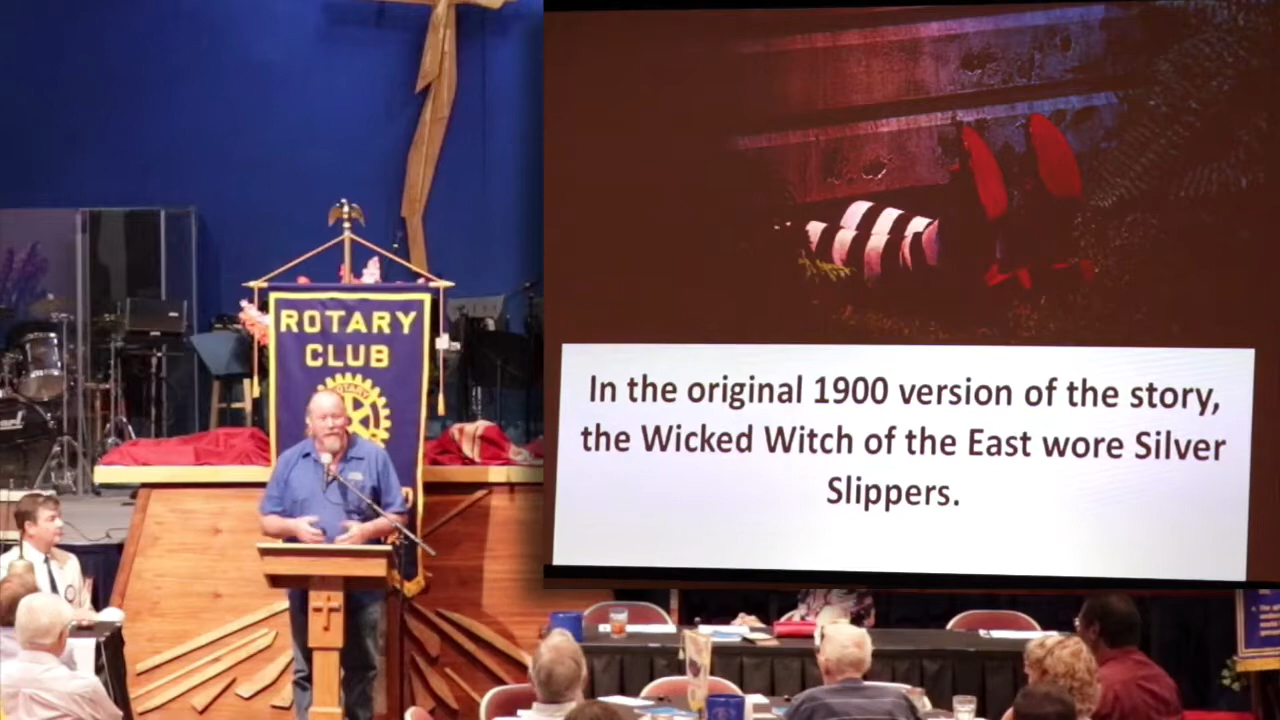 ROTARY
CLUB
ROTARY
In the original 1900 version of the story,
the Wicked Witch of the East wore Silver
Slippers.